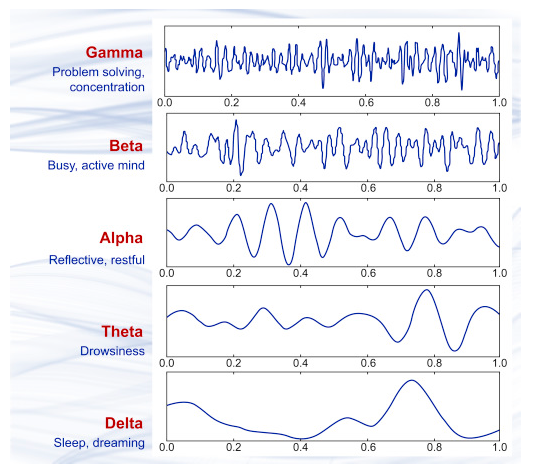 Gamma
Problem solving,
concentration
0.0 0.2 0.4 0.6 0.8 1.0
Beta
Busy, active mind
0.0 0.2 0.4 0.6 0.8 1.0
Alpha
Reflective, restful
0.0 0.2 0.4 0.6 0.8 0.0
Theta
Drowsiness
0.0 0.2 0.4 0.6 0.8 1.0
Delta
Sleep, dreaming
0.0 0.2 0.4 0.6 0.8 1.0